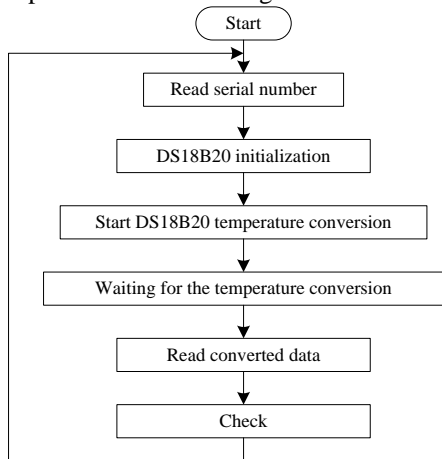 Start
Read serial number
DS18B20 initialization
Start DS18B20 temperature conversion
Waiting for the temperature conversion
Read converted data
Check